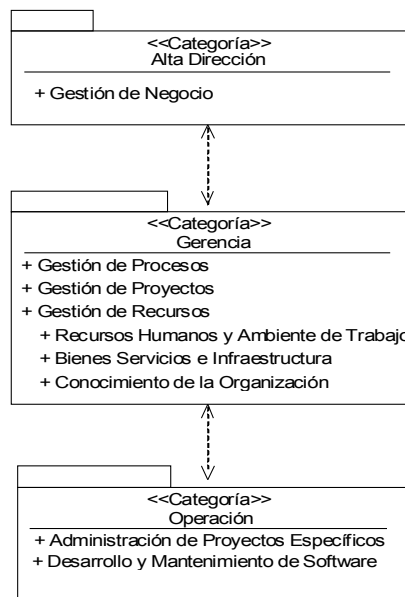 <<Categoría>>
Alta Dirección
+ Gestión de Negocio
<<Categoría>>
Gerencia
+ Gestión de Procesos
+ Gestión de Proyectos
+ Gestión de Recursos
+ Recursos Humanos y Ambiente de Trabajo
+ Bienes Servicios e Infraestructura
+ Conocimiento de la Organización
<<Categoría>>
Operación
+ Administración de Proyectos Específicos
+ Desarrollo y Mantenimiento de Software